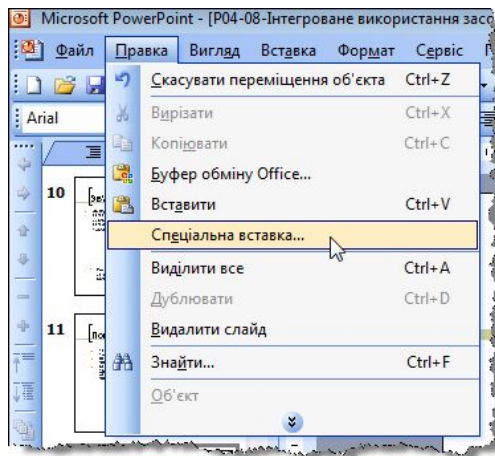 Microsoft PowerPoint - [P04-08-Інтегроване використання засо
Файл Правка Вигляд Вставка Формат Сервіс
Arial
Скасувати переміщення об'єкта Ctrl+Z
Вирізати Ctrl+X
Копіювати Ctrl+C
Буфер обміну Office...
Вставити Ctrl+V
Спеціальна вставка...
Виділити все Ctrl+A
Дублювати Ctrl+D
Видалити слайд
Знайти... Ctrl+F
Об'єкт
10
11